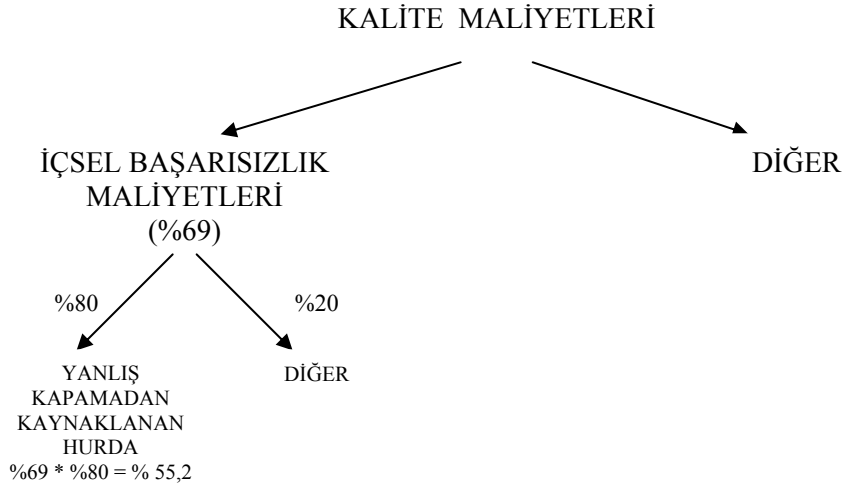 KALİTE MALİYETLERİ
İÇSEL BAŞARISIZLIK
MALİYETLERİ
(%69)
DİĞER
%80
%20
YANLIŞ
KAPAMADAN
KAYNAKLANAN
HURDA
%69 * %80 = % 55,2
DİĞER